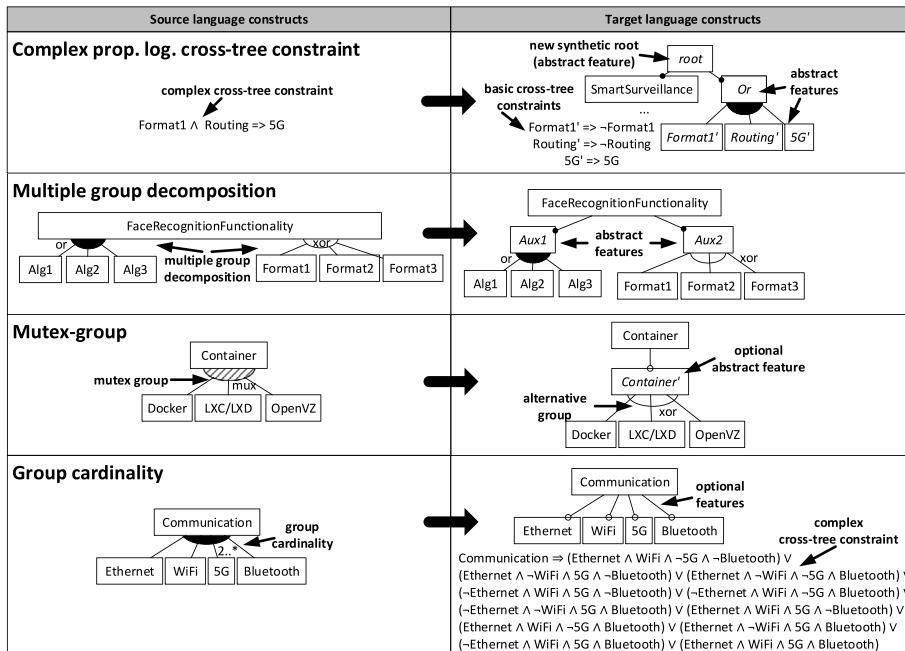 Source language constructs
Target language constructs
Complex prop. log. cross-tree constraint
complex cross-tree constraint
Format1 ∧ Routing => 5G
new synthetic root
(abstract feature)
root
SmartSurveillance
Or
abstract
features
...
basic cross-tree
constraints
Format1' => ¬Format1
Routing' => ¬Routing
5G' => 5G
Format1'
Routing'
5G'
Multiple group decomposition
FaceRecognitionFunctionality
or
xor
multiple group
decomposition
Alg1
Alg2
Alg3
Format1
Format2
Format3
FaceRecognitionFunctionality
Aux1
abstract
features
Aux2
or
xor
Alg1
Alg2
Alg3
Format1
Format2
Format3
Mutex-group
Container
mutex group
mux
Docker
LXC/LXD
OpenVZ
Container
optional
abstract feature
Container'
alternative
group
xor
Docker
LXC/LXD
OpenVZ
Group cardinality
Communication
group
cardinality
2..*
Ethernet
WiFi
5G
Bluetooth
Communication
optional
features
Ethernet
WiFi
5G
Bluetooth
complex
cross-tree constraint
Communication ⇒ (Ethernet ∧ WiFi ∧ ¬5G ∧ ¬Bluetooth) ∨
(Ethernet ∧ ¬WiFi ∧ 5G ∧ ¬Bluetooth) ∨ (Ethernet ∧ ¬WiFi ∧ ¬5G ∧ Bluetooth) ∨
(¬Ethernet ∧ WiFi ∧ 5G ∧ ¬Bluetooth) ∨ (¬Ethernet ∧ WiFi ∧ ¬5G ∧ Bluetooth) ∨
(¬Ethernet ∧ ¬WiFi ∧ 5G ∧ Bluetooth) ∨ (Ethernet ∧ WiFi ∧ 5G ∧ ¬Bluetooth) ∨
(Ethernet ∧ WiFi ∧ ¬5G ∧ Bluetooth) ∨ (Ethernet ∧ ¬WiFi ∧ 5G ∧ Bluetooth) ∨
(¬Ethernet ∧ WiFi ∧ 5G ∧ Bluetooth) ∨ (Ethernet ∧ WiFi ∧ 5G ∧ Bluetooth)